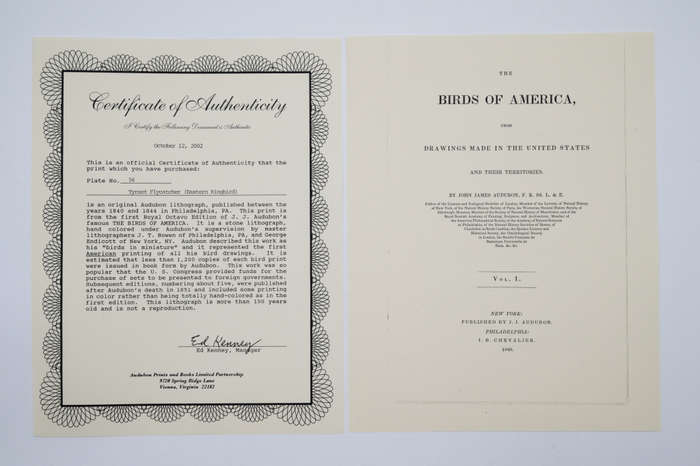 Certificate of Authenticity
I Certify the Following Document is Authentic
October 12, 2002
This is an official Certificate of Authenticity that the
print which you have purchased:
Plate No. 56
Tyrant Flycatcher (Eastern Kingbird)
is an original Audubon lithograph, published between the
years 1840 and 1844 in Philadelphia, PA. This print is
from the first Royal Octavo Edition of J. J. Audubon's
famous THE BIRDS OF AMERICA. It is a stone lithograph,
hand colored under Audubon's supervision by master
lithographers J. T. Bowen of Philadelphia, PA, and George
Endicott of New York, NY. Audubon described this work as
his "birds in miniature" and it represented the first
American printing of all his bird drawings. It is
estimated that less than 1,200 copies of each bird print
were issued in book form by Audubon. This work was so
popular that the U. S. Congress provided funds for the
purchase of sets to be presented to foreign governments.
Subsequent editions, numbering about five, were published
after Audubon's death in 1851 and included some printing
in color rather than being totally hand-colored as in the
first edition. This lithograph is more than 150 years
old and is not a reproduction.
Ed Kenney
Ed Kenney, Manager
Audubon Prints and Books Limited Partnership
9720 Spring Ridge Lane
Vienna, Virginia 22182
THE
BIRDS OF AMERICA,
FROM
DRAWINGS MADE IN THE UNITED STATES
AND THEIR TERRITORIES.
BY JOHN JAMES AUDUBON, F. R. SS. L. & E.
VOL. I.
NEW YORK:
PUBLISHED BY J. J. AUDUBON.
PHILADELPHIA:
J. B. CHEVALIER.
1840.